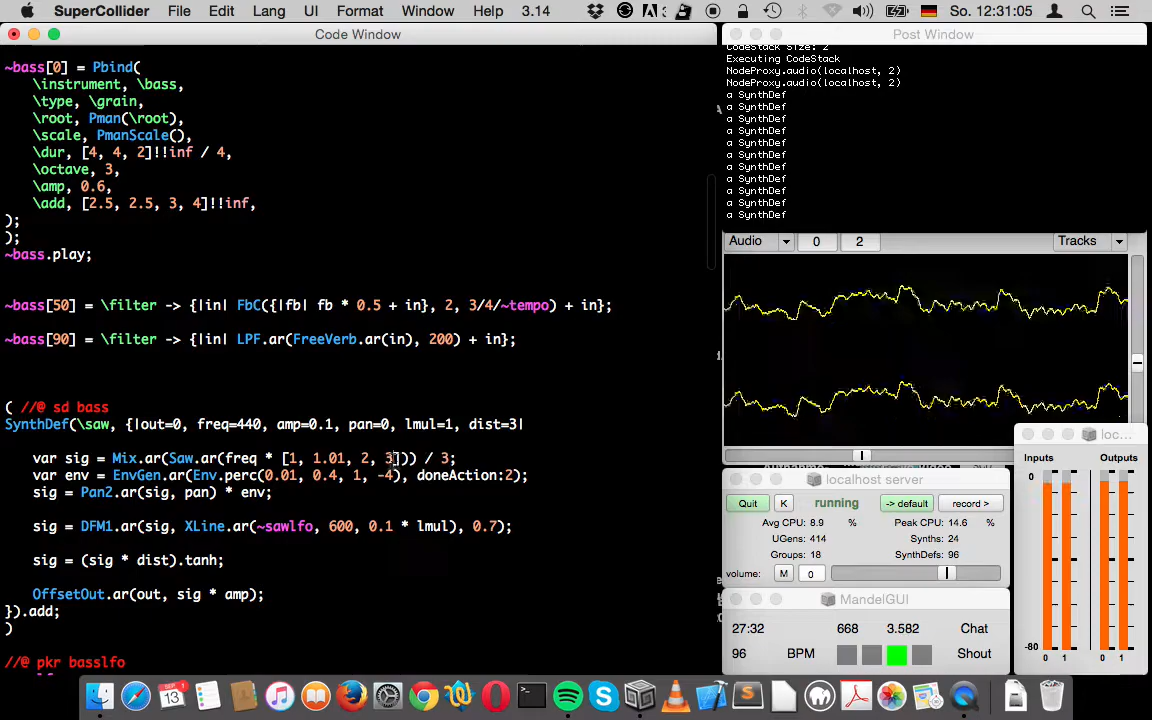 SuperCollider File Edit Lang UI Format Window Help 3.14 So. 12:31:05
Code Window
~bass[0] = Pbind(
\instrument, \bass,
\type, \grain,
\root, Pman(\root),
\scale, PmanScale(),
\dur, [4, 4, 2]!!inf / 4,
\octave, 3,
\amp, 0.6,
\add, [2.5, 2.5, 3, 4]!!inf,
);
);
~bass.play;
~bass[50] = \filter -> {|in| FbC({|fb| fb * 0.5 + in}, 2, 3/4/~tempo) + in};
~bass[90] = \filter -> {|in| LPF.ar(FreeVerb.ar(in), 200) + in};
( //@ sd bass
SynthDef(\saw, {|out=0, freq=440, amp=0.1, pan=0, lmul=1, dist=3|
var sig = Mix.ar(Saw.ar(freq * [1, 1.01, 2, 3])) / 3;
var env = EnvGen.ar(Env.perc(0.01, 0.4, 1, -4), doneAction:2);
sig = Pan2.ar(sig, pan) * env;
sig = DFM1.ar(sig, XLine.ar(~sawlfo, 600, 0.1 * lmul), 0.7);
sig = (sig * dist).tanh;
OffsetOut.ar(out, sig * amp);
}).add;
)
//@ pkr basslfo
Post Window
CodeStack Size: 2
Executing CodeStack
NodeProxy.audio(localhost, 2)
NodeProxy.audio(localhost, 2)
a SynthDef
a SynthDef
a SynthDef
a SynthDef
a SynthDef
a SynthDef
a SynthDef
a SynthDef
a SynthDef
a SynthDef
a SynthDef
Audio 0 2 Tracks
localhost server
Quit K running -> default record >
Avg CPU: 8.9 % Peak CPU: 14.6 %
UGens: 414 Synths: 24
Groups: 18 SynthDefs: 96
volume: M 0
MandelGUI
27:32 668 3.582 Chat
96 BPM Shout
loc...
Inputs Outputs
0
-80
0 1 0 1